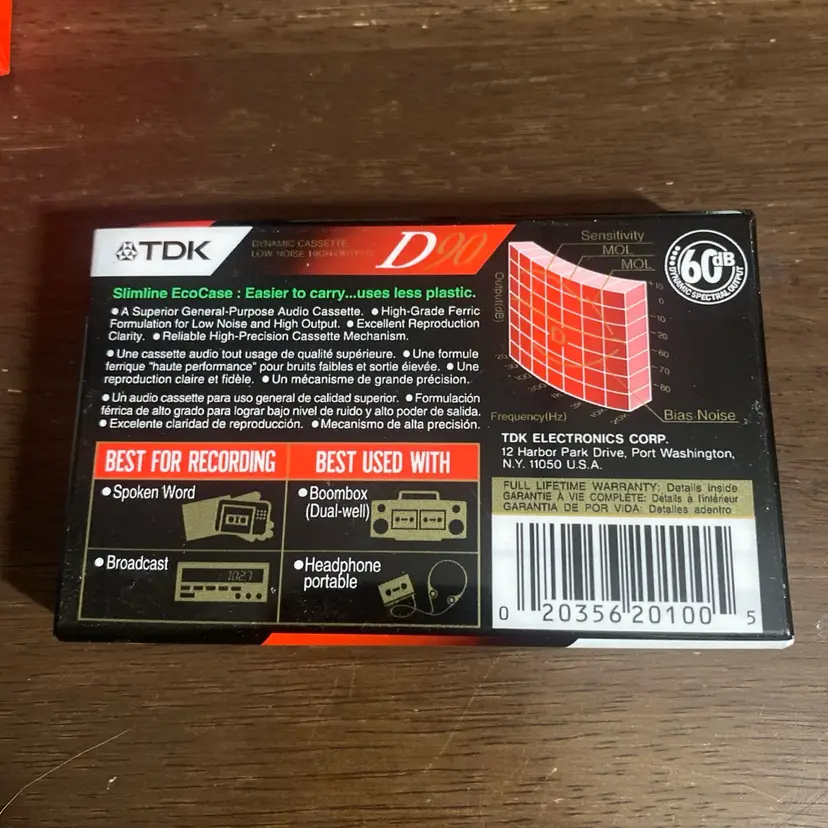 TDK
DYNAMIC CASSETTE
LOW NOISE HIGH OUTPUT
D90
Slimline EcoCase : Easier to carry...uses less plastic.
● A Superior General-Purpose Audio Cassette. ● High-Grade Ferric
Formulation for Low Noise and High Output. ● Excellent Reproduction
Clarity. ● Reliable High-Precision Cassette Mechanism.
● Une cassette audio tout usage de qualité supérieure. ● Une formule
ferrique "haute performance" pour bruits faibles et sortie élevée. ● Une
reproduction claire et fidèle. ● Un mécanisme de grande précision.
● Un audio cassette para uso general de calidad superior. ● Formulación
férrica de alto grado para lograr bajo nivel de ruido y alto poder de salida.
● Excelente claridad de reproducción. ● Mecanismo de alta precisión.
BEST FOR RECORDING
BEST USED WITH
● Spoken Word
● Boombox
(Dual-well)
● Broadcast
102.7
● Headphone
portable
Sensitivity
MOL
MOL
Output(dB)
+10
0
-70
-80
D
10K
20K
Frequency(Hz)
Bias Noise
60dB
DYNAMIC SPECTRAL OUTPUT
TDK ELECTRONICS CORP.
12 Harbor Park Drive, Port Washington,
N.Y. 11050 U.S.A.
FULL LIFETIME WARRANTY: Details inside
GARANTIE À VIE COMPLÈTE: Détails à l'intérieur
GARANTIA DE POR VIDA: Detalles adentro
0 20356 20100 5